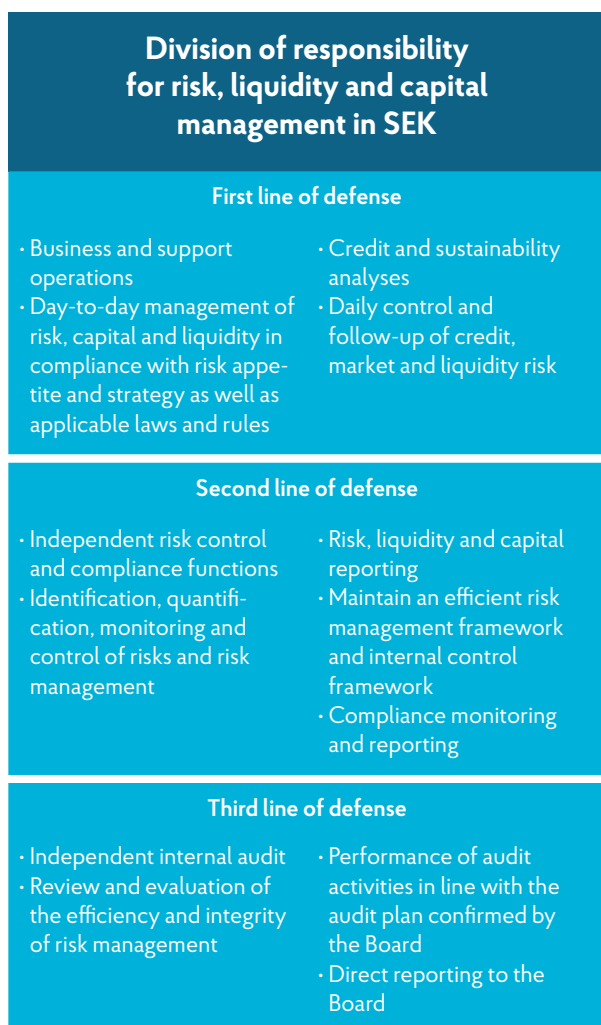 Division of responsibility
for risk, liquidity and capital
management in SEK
First line of defense
· Business and support
operations
· Day-to-day management of
risk, capital and liquidity in
compliance with risk appe-
tite and strategy as well as
applicable laws and rules
· Credit and sustainability
analyses
· Daily control and
follow-up of credit,
market and liquidity risk
Second line of defense
· Independent risk control
and compliance functions
· Identification, quantifi-
cation, monitoring and
control of risks and risk
management
· Risk, liquidity and capital
reporting
· Maintain an efficient risk
management framework
and internal control
framework
· Compliance monitoring
and reporting
Third line of defense
· Independent internal audit
· Review and evaluation of
the efficiency and integrity
of risk management
· Performance of audit
activities in line with the
audit plan confirmed by
the Board
· Direct reporting to the
Board